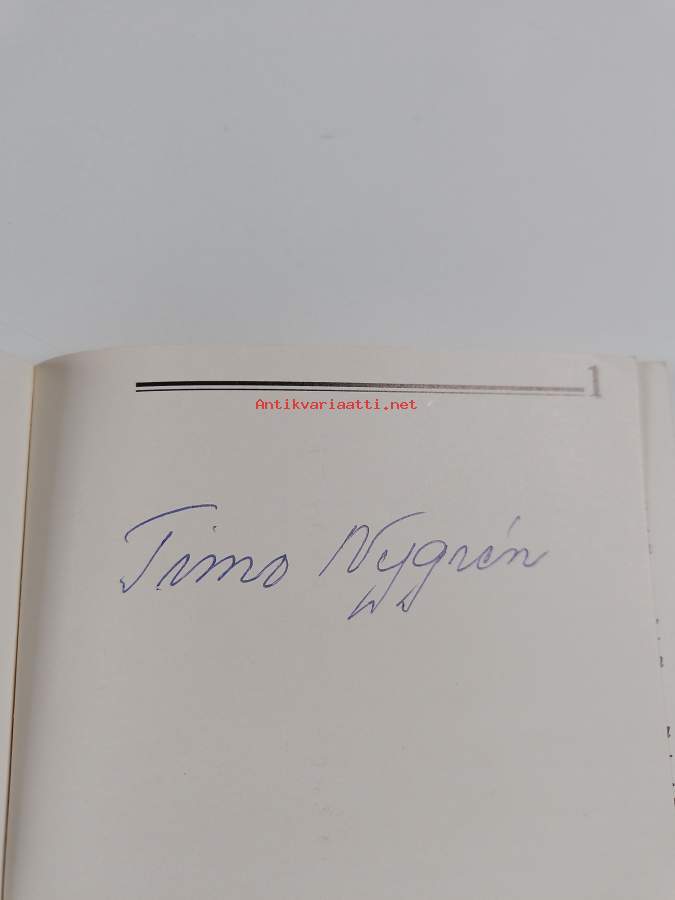 1
Antikvariaatti.net
Timo Nygrén